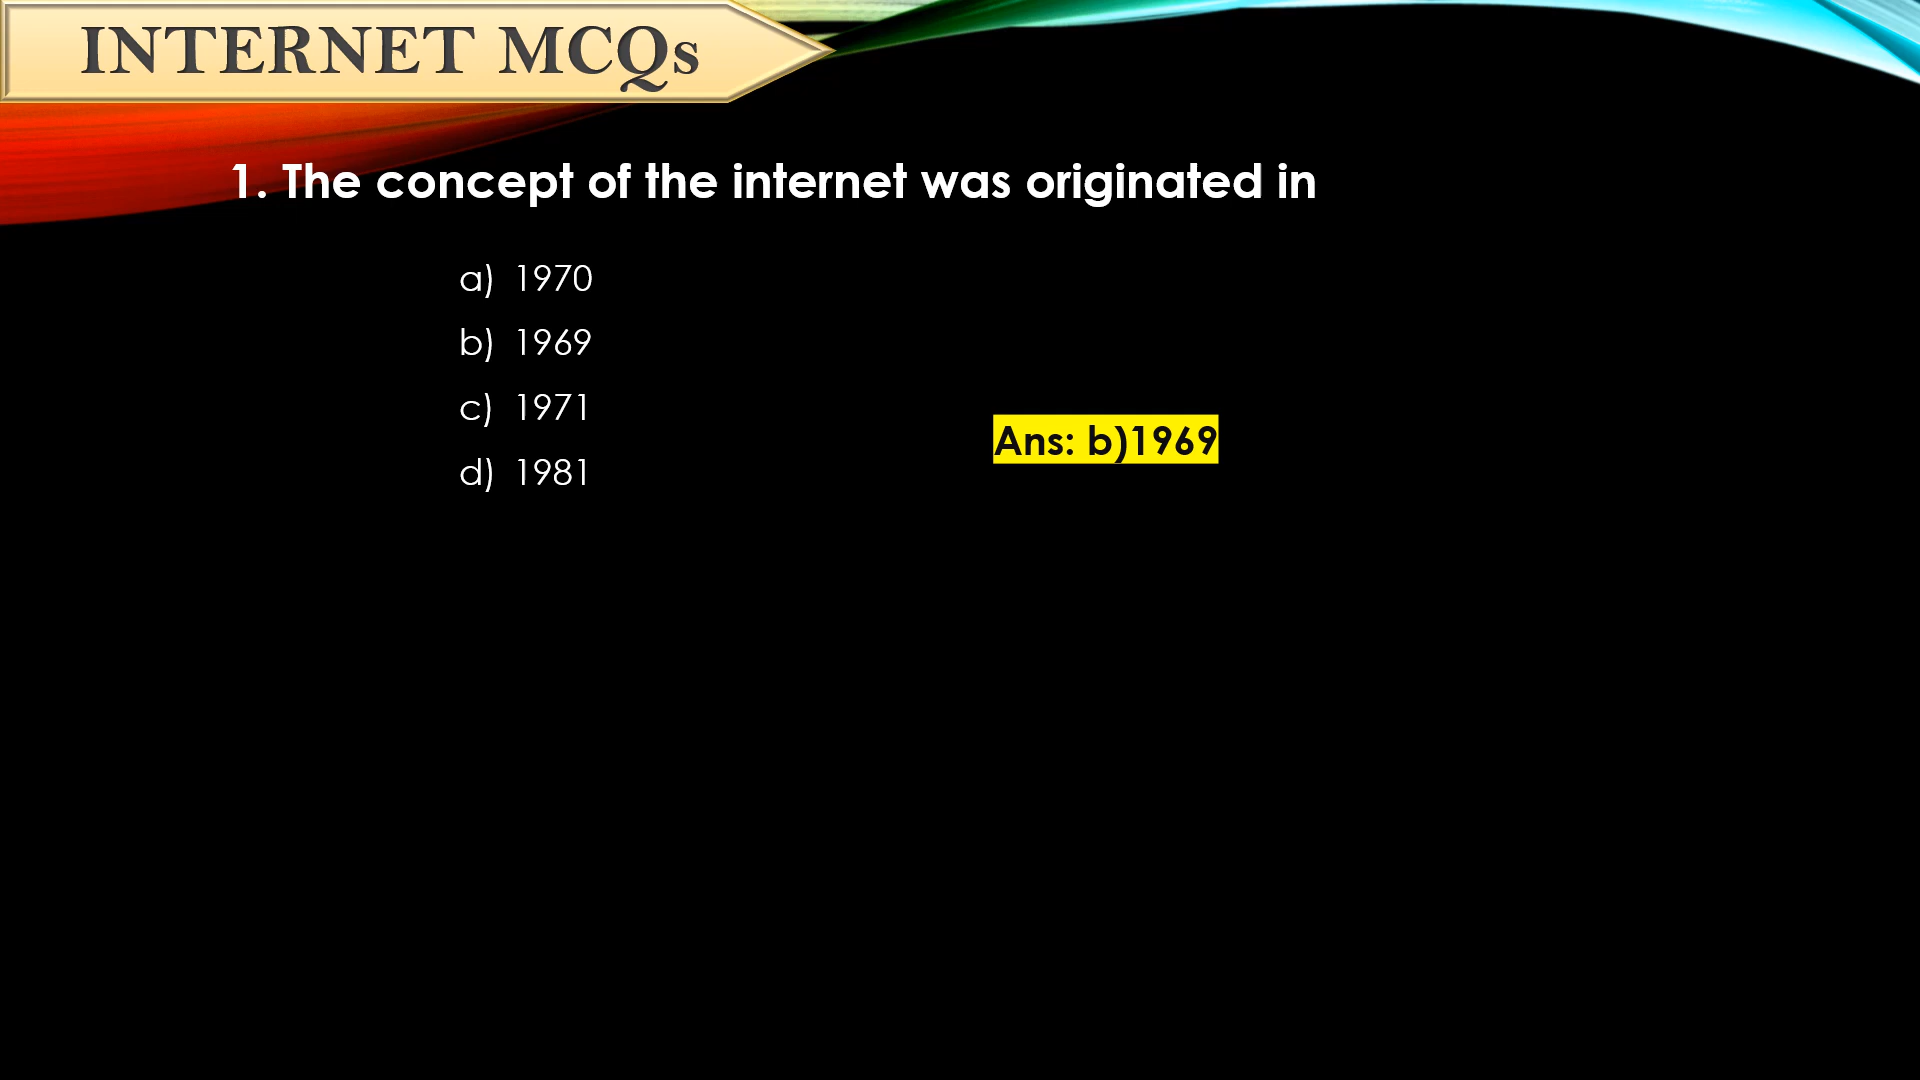 INTERNET MCQs
1. The concept of the internet was originated in
a) 1970
b) 1969
c) 1971
d) 1981
Ans: b)1969